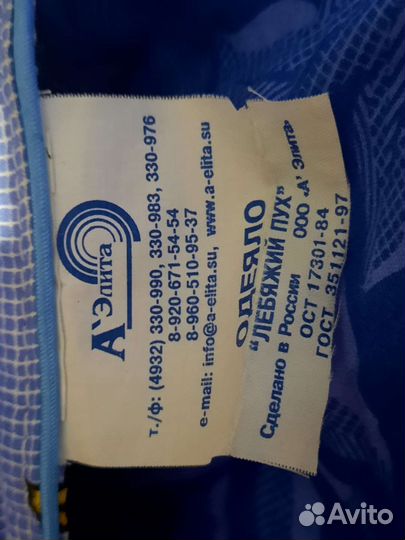 А'Элита
т./ф: (4932) 330-990, 330-983, 330-976
8-920-671-54-54
8-960-510-95-37
e-mail: info@a-elita.su, www.a-elita.su
ОДЕЯЛО
"ЛЕБЯЖИЙ ПУХ"
Сделано в России ООО «А' Элита»
ОСТ 17301-84
ГОСТ 351121-97
Avito